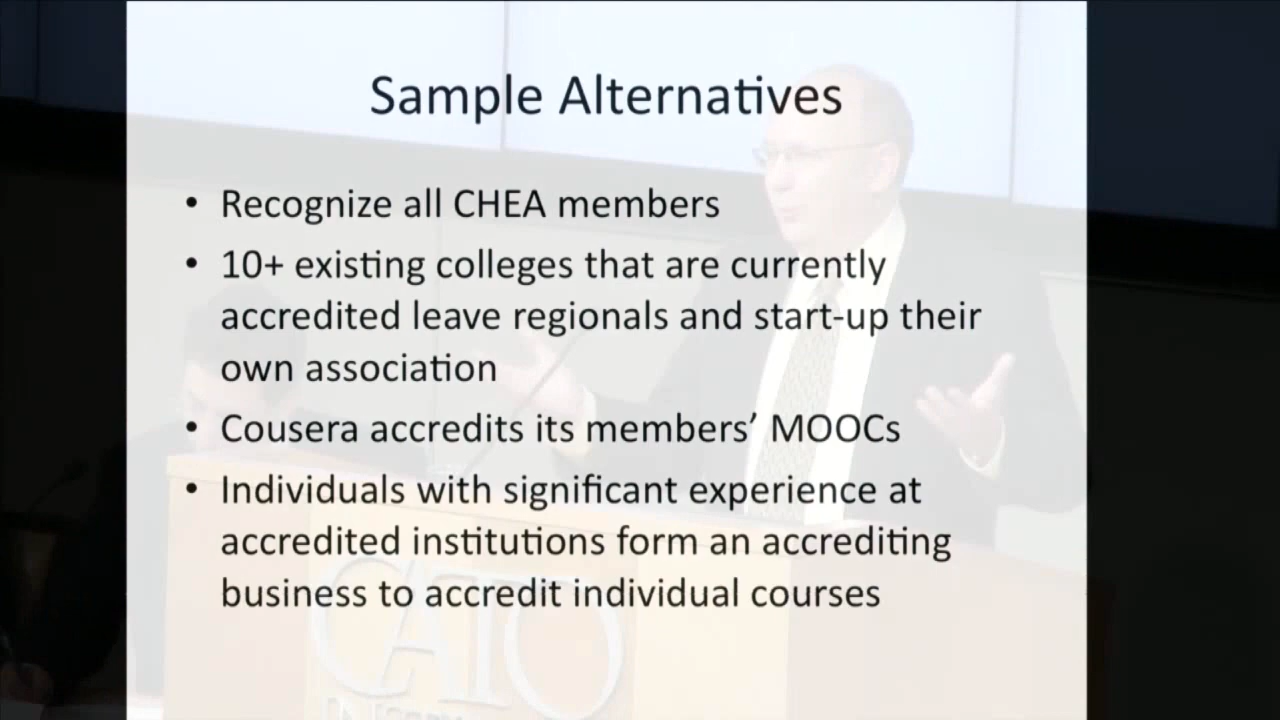 Sample Alternatives
• Recognize all CHEA members
• 10+ existing colleges that are currently
accredited leave regionals and start-up their
own association
• Cousera accredits its members’ MOOCs
• Individuals with significant experience at
accredited institutions form an accrediting
business to accredit individual courses
CATO